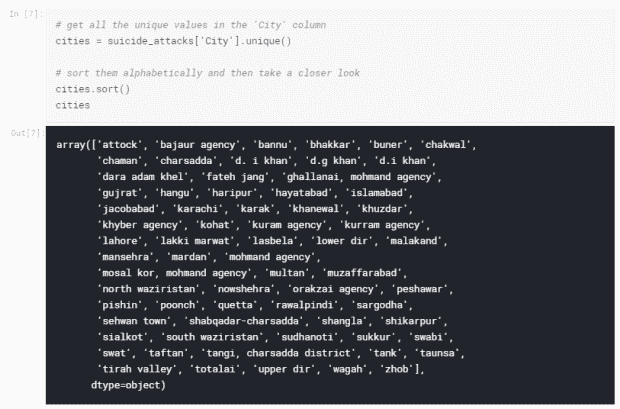 In [7]:
# get all the unique values in the 'City' column
cities = suicide_attacks['City'].unique()
# sort them alphabetically and then take a closer look
cities.sort()
cities
Out[7]:
array(['attock', 'bajaur agency', 'bannu', 'bhakkar', 'buner', 'chakwal',
'chaman', 'charsadda', 'd. i khan', 'd.g khan', 'd.i khan',
'dara adam khel', 'fateh jang', 'ghallanai, mohmand agency',
'gujrat', 'hangu', 'haripur', 'hayatabad', 'islamabad',
'jacobabad', 'karachi', 'karak', 'khanewal', 'khuzdar',
'khyber agency', 'kohat', 'kuram agency', 'kurram agency',
'lahore', 'lakki marwat', 'lasbela', 'lower dir', 'malakand',
'mansehra', 'mardan', 'mohmand agency',
'mosal kor, mohmand agency', 'multan', 'muzaffarabad',
'north waziristan', 'nowshehra', 'orakzai agency', 'peshawar',
'pishin', 'poonch', 'quetta', 'rawalpindi', 'sargodha',
'sehwan town', 'shabqadar-charsadda', 'shangla', 'shikarpur',
'sialkot', 'south waziristan', 'sudhanoti', 'sukkur', 'swabi',
'swat', 'taftan', 'tangi, charsadda district', 'tank', 'taunsa',
'tirah valley', 'totalai', 'upper dir', 'wagah', 'zhob'],
dtype=object)